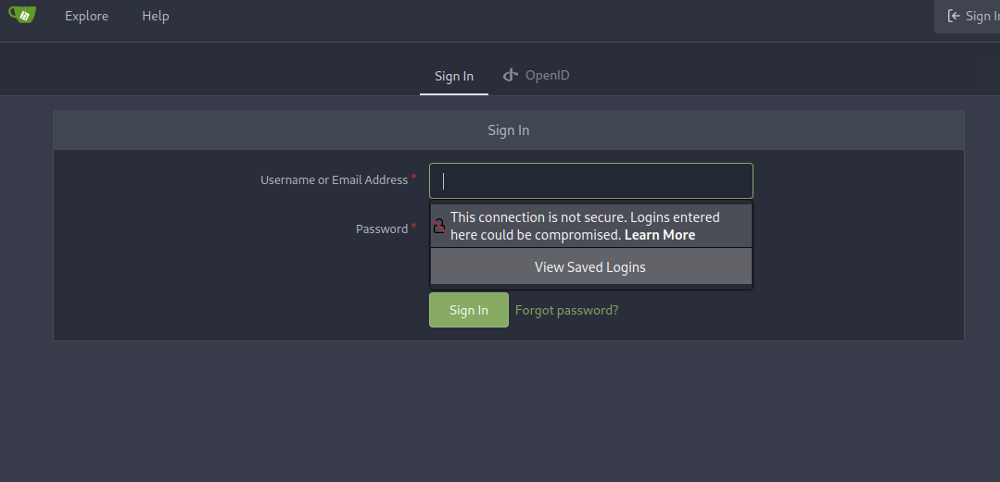 Explore Help Sign In
Sign In OpenID
Sign In
Username or Email Address *
This connection is not secure. Logins entered
here could be compromised. Learn More
Password *
View Saved Logins
Sign In Forgot password?